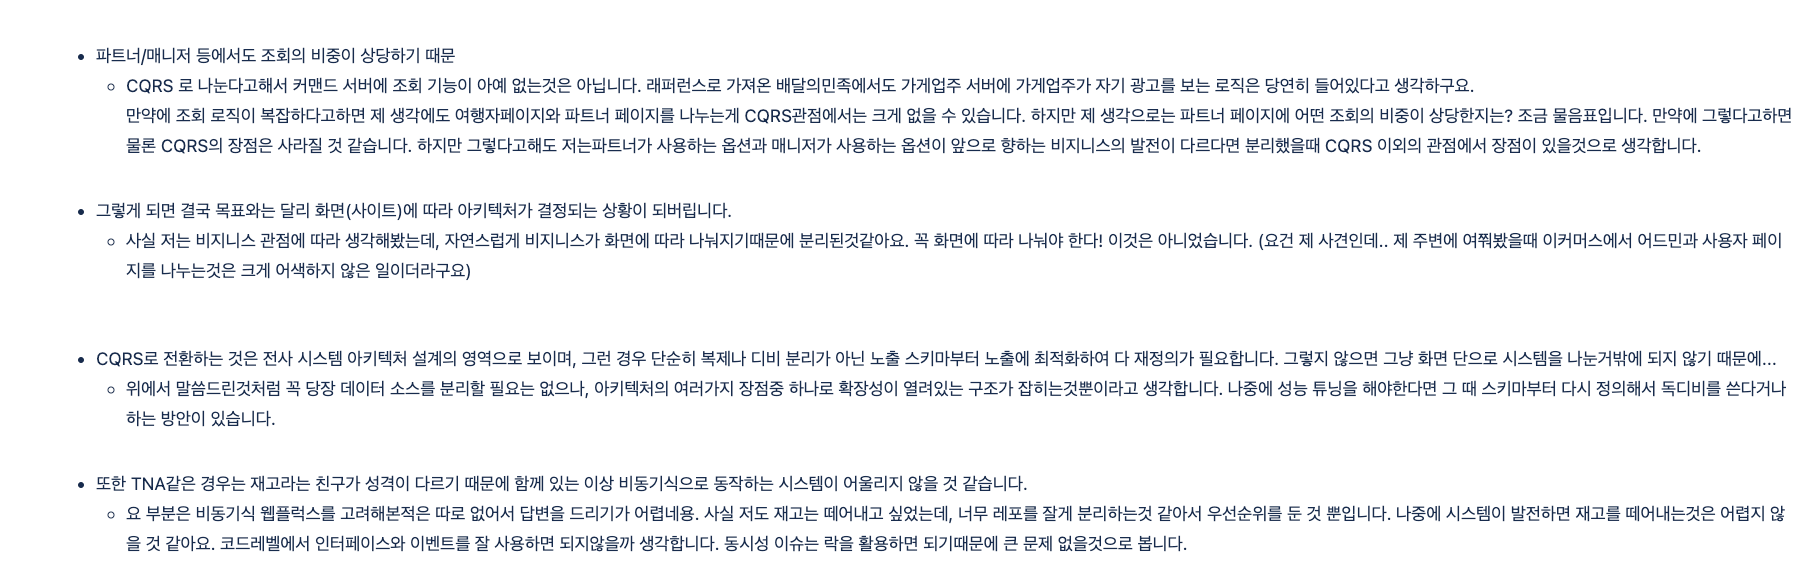 • 파트너/매니저 등에서도 조회의 비중이 상당하기 때문
◦ CQRS 로 나눈다고해서 커맨드 서버에 조회 기능이 아예 없는것은 아닙니다. 래퍼런스로 가져온 배달의민족에서도 가게업주 서버에 가게업주가 자기 광고를 보는 로직은 당연히 들어있다고 생각하구요.
만약에 조회 로직이 복잡하다고하면 제 생각에도 여행자페이지와 파트너 페이지를 나누는게 CQRS관점에서는 크게 없을 수 있습니다. 하지만 제 생각으로는 파트너 페이지에 어떤 조회의 비중이 상당한지는? 조금 물음표입니다. 만약에 그렇다고하면
물론 CQRS의 장점은 사라질 것 같습니다. 하지만 그렇다고해도 저는파트너가 사용하는 옵션과 매니저가 사용하는 옵션이 앞으로 향하는 비지니스의 발전이 다르다면 분리했을때 CQRS 이외의 관점에서 장점이 있을것으로 생각합니다.
• 그렇게 되면 결국 목표와는 달리 화면(사이트)에 따라 아키텍처가 결정되는 상황이 되버립니다.
◦ 사실 저는 비지니스 관점에 따라 생각해봤는데, 자연스럽게 비지니스가 화면에 따라 나눠지기때문에 분리된것같아요. 꼭 화면에 따라 나눠야 한다! 이것은 아니었습니다. (요건 제 사견인데.. 제 주변에 여쭤봤을때 이커머스에서 어드민과 사용자 페이
지를 나누는것은 크게 어색하지 않은 일이더라구요)
• CQRS로 전환하는 것은 전사 시스템 아키텍처 설계의 영역으로 보이며, 그런 경우 단순히 복제나 디비 분리가 아닌 노출 스키마부터 노출에 최적화하여 다 재정의가 필요합니다. 그렇지 않으면 그냥 화면 단으로 시스템을 나눈거밖에 되지 않기 때문에...
◦ 위에서 말씀드린것처럼 꼭 당장 데이터 소스를 분리할 필요는 없으나, 아키텍처의 여러가지 장점중 하나로 확장성이 열려있는 구조가 잡히는것뿐이라고 생각합니다. 나중에 성능 튜닝을 해야한다면 그 때 스키마부터 다시 정의해서 독디비를 쓴다거나
하는 방안이 있습니다.
• 또한 TNA같은 경우는 재고라는 친구가 성격이 다르기 때문에 함께 있는 이상 비동기식으로 동작하는 시스템이 어울리지 않을 것 같습니다.
◦ 요 부분은 비동기식 웹플럭스를 고려해본적은 따로 없어서 답변을 드리기가 어렵네용. 사실 저도 재고는 떼어내고 싶었는데, 너무 레포를 잘게 분리하는것 같아서 우선순위를 둔 것 뿐입니다. 나중에 시스템이 발전하면 재고를 떼어내는것은 어렵지 않
을 것 같아요. 코드레벨에서 인터페이스와 이벤트를 잘 사용하면 되지않을까 생각합니다. 동시성 이슈는 락을 활용하면 되기때문에 큰 문제 없을것으로 봅니다.